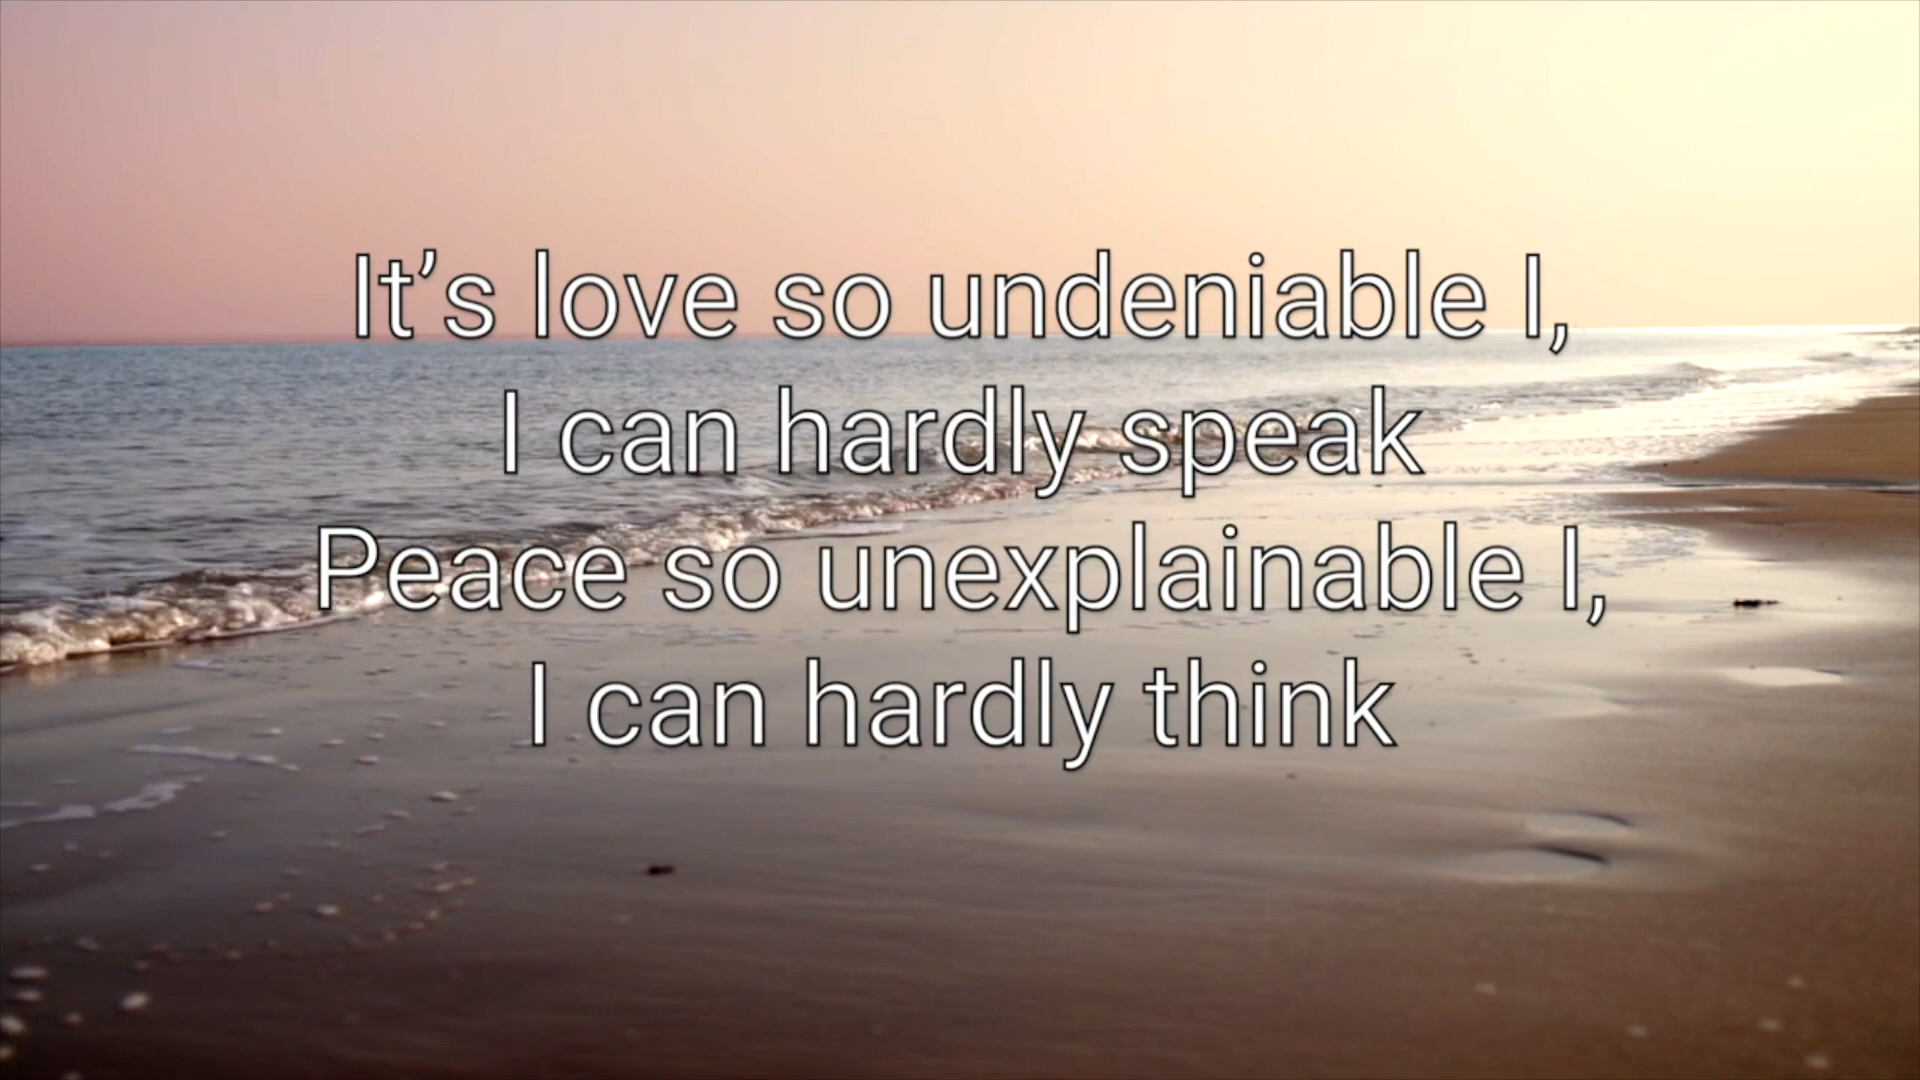 It’s love so undeniable I,
I can hardly speak
Peace so unexplainable I,
I can hardly think